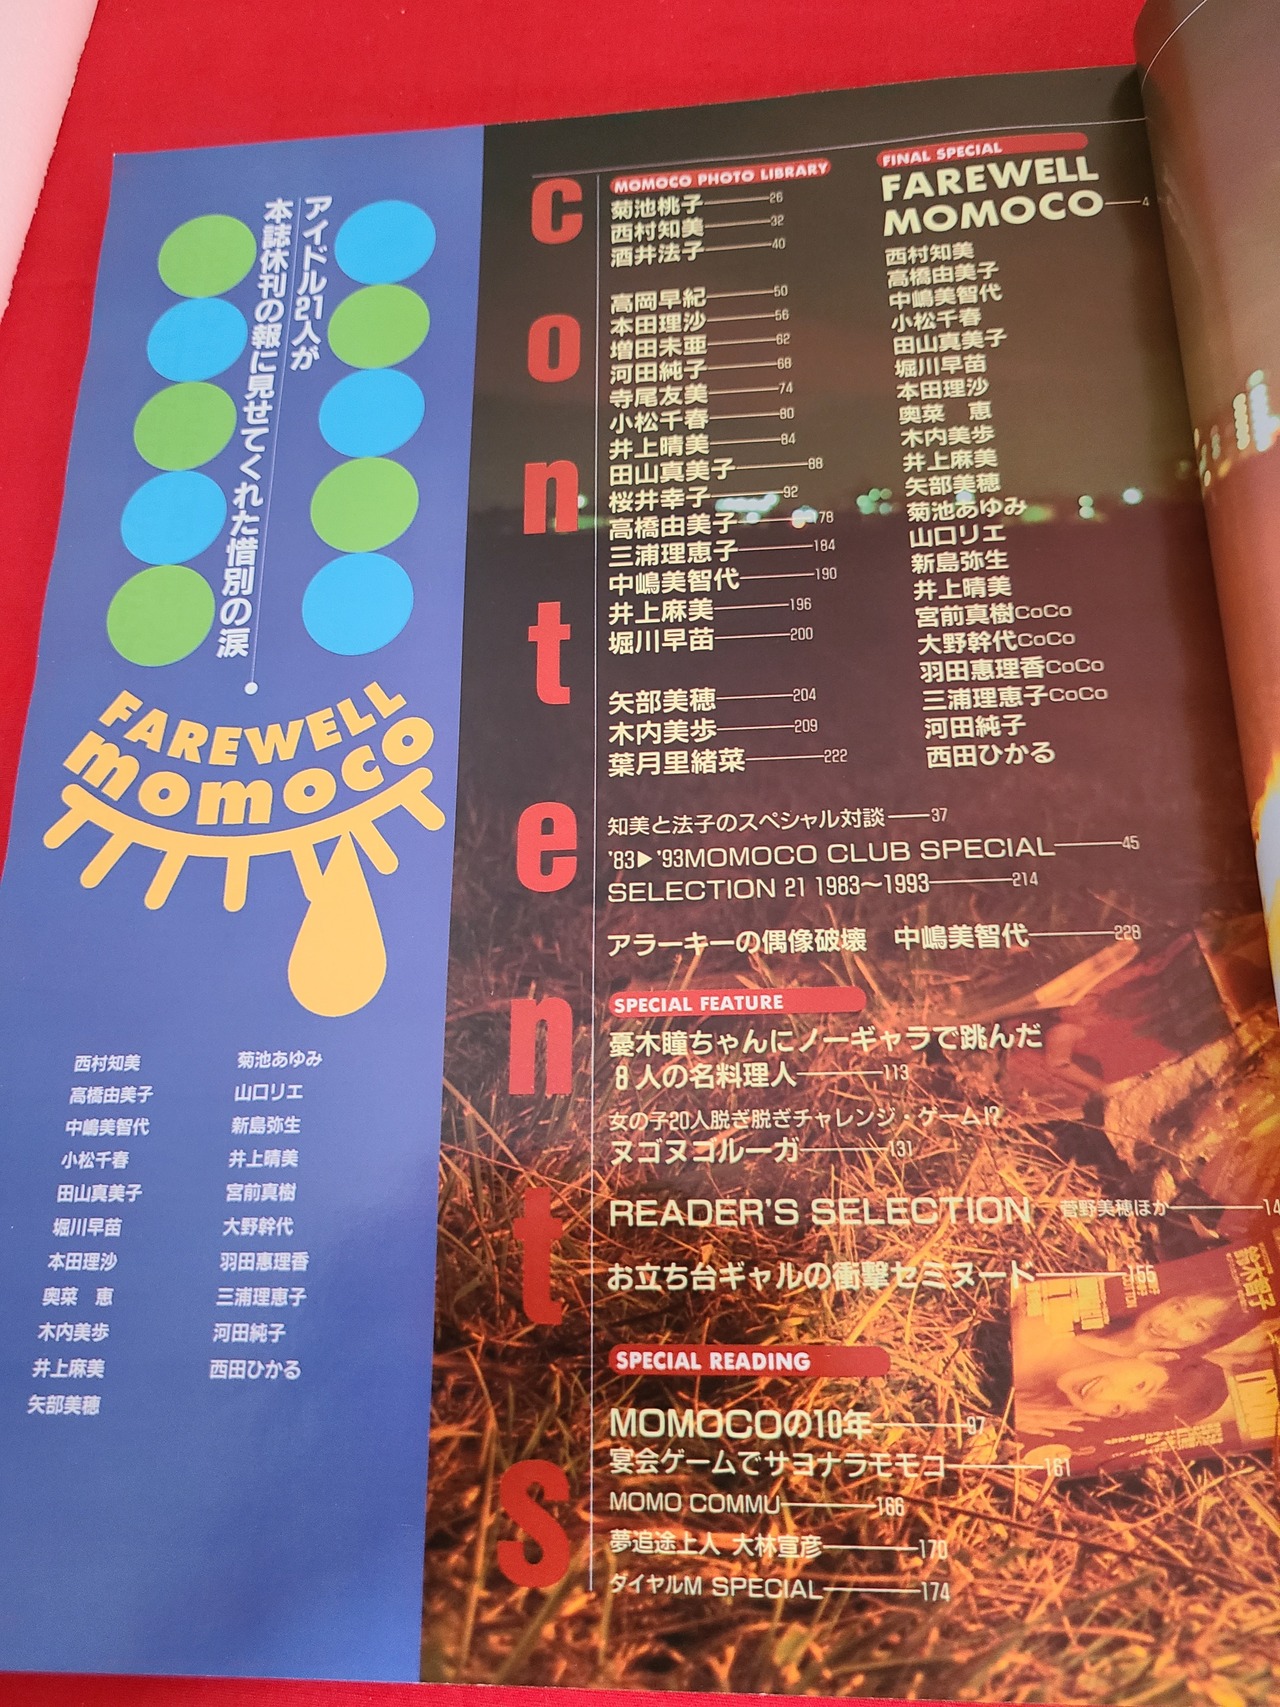 アイドル21人が
本誌休刊の報に見せてくれた惜別の涙
FAREWELL
momoco
西村知美
高橋由美子
中嶋美智代
小松千春
田山真美子
堀川早苗
本田理沙
奥菜　恵
木内美歩
井上麻美
矢部美穂
菊池あゆみ
山口リエ
新島弥生
井上晴美
宮前真樹
大野幹代
羽田惠理香
三浦理恵子
河田純子
西田ひかる
contents
MOMOCO PHOTO LIBRARY
菊池桃子 26
西村知美 32
酒井法子 40
高岡早紀 50
本田理沙 56
増田未亜 62
河田純子 68
寺尾友美 74
小松千春 80
井上晴美 84
田山真美子 88
桜井幸子 92
高橋由美子 178
三浦理恵子 184
中嶋美智代 190
井上麻美 196
堀川早苗 200
矢部美穂 204
木内美歩 209
葉月里緒菜 222
知美と法子のスペシャル対談 37
'83▶'93MOMOCO CLUB SPECIAL 45
SELECTION 21 1983〜1993 214
アラーキーの偶像破壊　中嶋美智代 228
SPECIAL FEATURE
憂木瞳ちゃんにノーギャラで跳んだ
8人の名料理人 113
女の子20人脱ぎ脱ぎチャレンジ・ゲーム!?
ヌゴヌゴルーガ 131
READER'S SELECTION 菅野美穂ほか
お立ち台ギャルの衝撃セミヌード 155
SPECIAL READING
MOMOCOの10年 97
宴会ゲームでサヨナラモモコ 161
MOMO COMMU 166
夢追途上人 大林宣彦 170
ダイヤルM SPECIAL 174
FINAL SPECIAL
FAREWELL
MOMOCO 4
西村知美
高橋由美子
中嶋美智代
小松千春
田山真美子
堀川早苗
本田理沙
奥菜　恵
木内美歩
井上麻美
矢部美穂
菊池あゆみ
山口リエ
新島弥生
井上晴美
宮前真樹CoCo
大野幹代CoCo
羽田惠理香CoCo
三浦理恵子CoCo
河田純子
西田ひかる